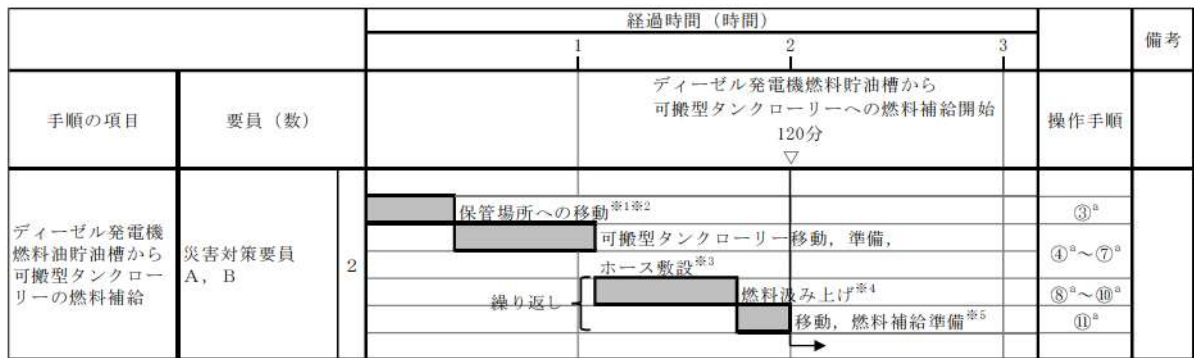 経過時間（時間）
備考
1 2 3
手順の項目
要員（数）
ディーゼル発電機燃料貯油槽から
可搬型タンクローリーへの燃料補給開始
120分
▽
操作手順
ディーゼル発電機
燃料油貯油槽から
可搬型タンクロー
リーの燃料補給
災害対策要員
A，B
2
保管場所への移動※1※2
③a
可搬型タンクローリー移動，準備，
ホース敷設※3
④a～⑦a
繰り返し
燃料汲み上げ※4
⑧a～⑩a
移動，燃料補給準備※5
⑪a